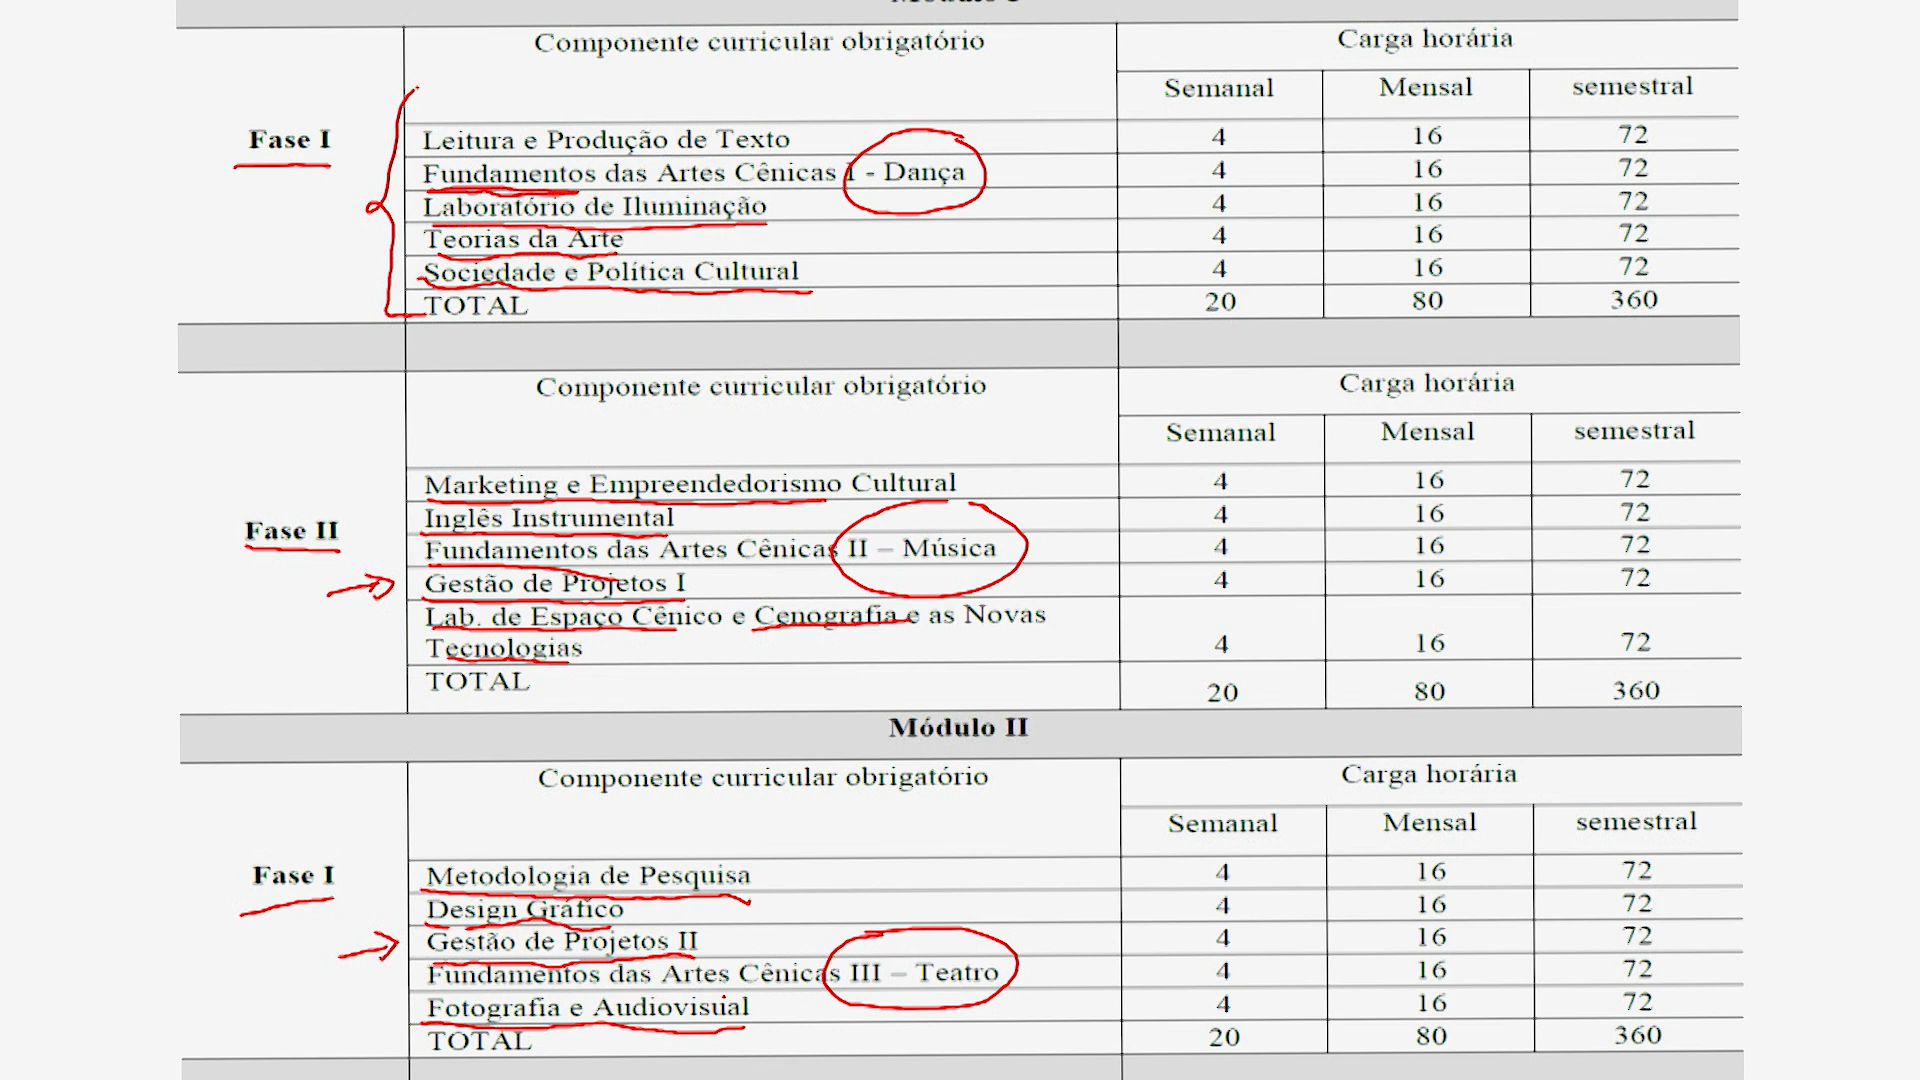 Componente curricular obrigatório
Carga horária
Semanal Mensal semestral
Fase I
Leitura e Produção de Texto 4 16 72
Fundamentos das Artes Cênicas I - Dança 4 16 72
Laboratório de Iluminação 4 16 72
Teorias da Arte 4 16 72
Sociedade e Política Cultural 4 16 72
TOTAL 20 80 360
Componente curricular obrigatório
Carga horária
Semanal Mensal semestral
Fase II
Marketing e Empreendedorismo Cultural 4 16 72
Inglês Instrumental 4 16 72
Fundamentos das Artes Cênicas II – Música 4 16 72
Gestão de Projetos I 4 16 72
Lab. de Espaço Cênico e Cenografia e as Novas
Tecnologias 4 16 72
TOTAL 20 80 360
Módulo II
Componente curricular obrigatório
Carga horária
Semanal Mensal semestral
Fase I
Metodologia de Pesquisa 4 16 72
Design Gráfico 4 16 72
Gestão de Projetos II 4 16 72
Fundamentos das Artes Cênicas III – Teatro 4 16 72
Fotografia e Audiovisual 4 16 72
TOTAL 20 80 360